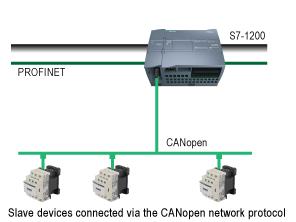 S7-1200
PROFINET
CANopen
Slave devices connected via the CANopen network protocol